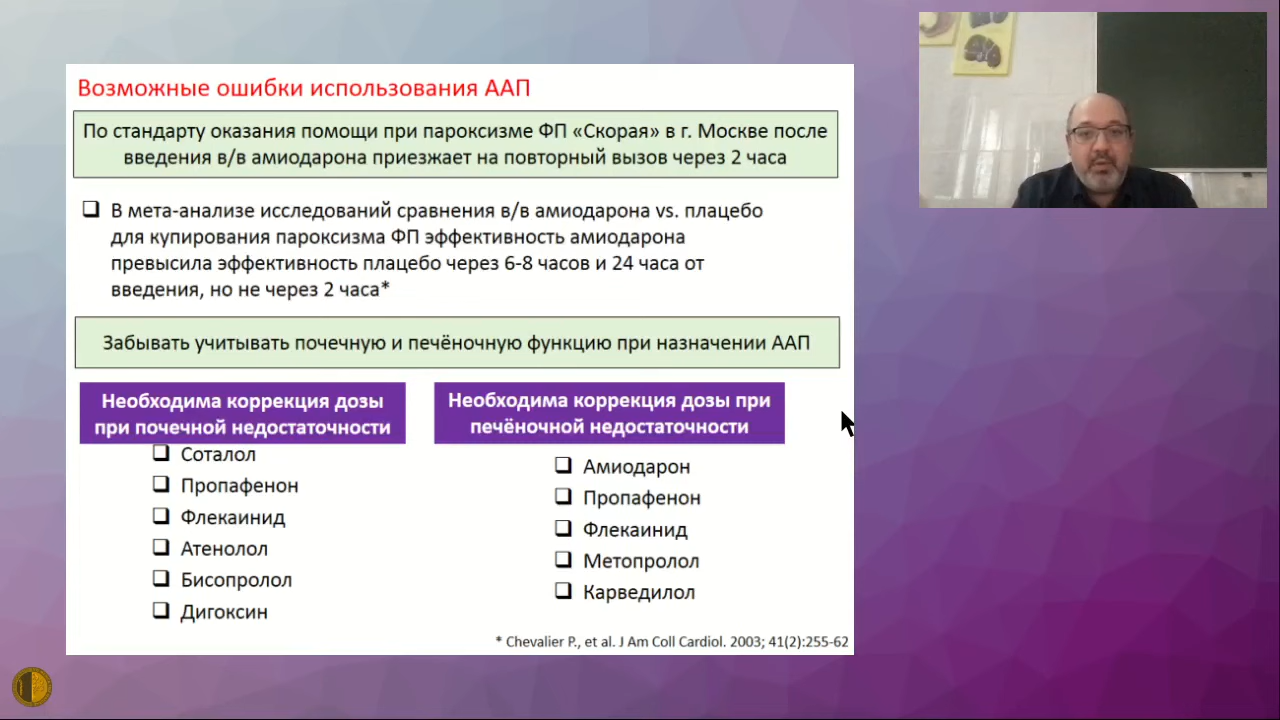 Возможные ошибки использования ААП
По стандарту оказания помощи при пароксизме ФП «Скорая» в г. Москве после
введения в/в амиодарона приезжает на повторный вызов через 2 часа
В мета-анализе исследований сравнения в/в амиодарона vs. плацебо
для купирования пароксизма ФП эффективность амиодарона
превысила эффективность плацебо через 6-8 часов и 24 часа от
введения, но не через 2 часа*
Забывать учитывать почечную и печёночную функцию при назначении ААП
Необходима коррекция дозы
при почечной недостаточности
Соталол
Пропафенон
Флекаинид
Атенолол
Бисопролол
Дигоксин
Необходима коррекция дозы при
печёночной недостаточности
Амиодарон
Пропафенон
Флекаинид
Метопролол
Карведилол
* Chevalier P., et al. J Am Coll Cardiol. 2003; 41(2):255-62